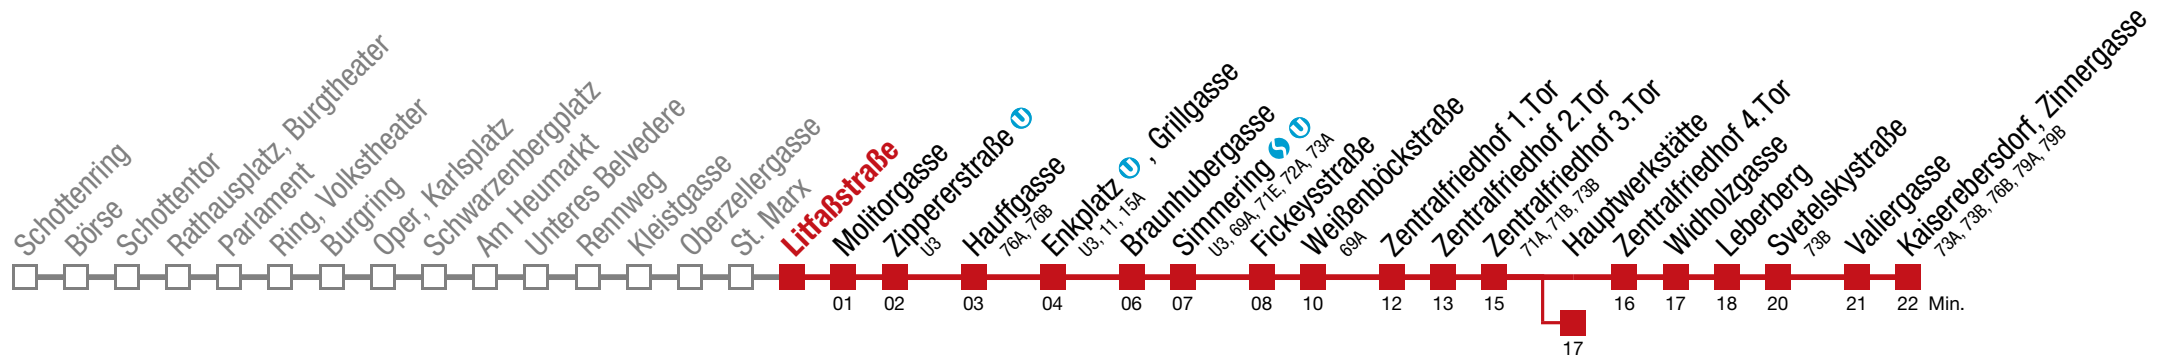 Schottenring
Börse
Schottentor
Rathausplatz, Burgtheater
Parlament
Ring, Volkstheater
Burgring
Oper, Karlsplatz
Schwarzenbergplatz
Am Heumarkt
Unteres Belvedere
Rennweg
Kleistgasse
Oberzellergasse
St. Marx
Litfaßstraße
Molitorgasse
01
Zippererstraße U
U3
02
Hauffgasse
76A, 76B
03
Enkplatz U , Grillgasse
U3, 11, 15A
04
Braunhubergasse
06
Simmering S U
U3, 69A, 71E, 72A, 73A
07
Fickeysstraße
08
Weißenböckstraße
69A
10
Zentralfriedhof 1.Tor
12
Zentralfriedhof 2.Tor
13
Zentralfriedhof 3.Tor
71A, 71B, 73B
15
Hauptwerkstätte
17
Zentralfriedhof 4.Tor
16
Widholzgasse
17
Leberberg
18
Svetelskystraße
73B
20
Valiergasse
21
Kaiserebersdorf, Zinnergasse
73A, 73B, 76B, 79A, 79B
22 Min.